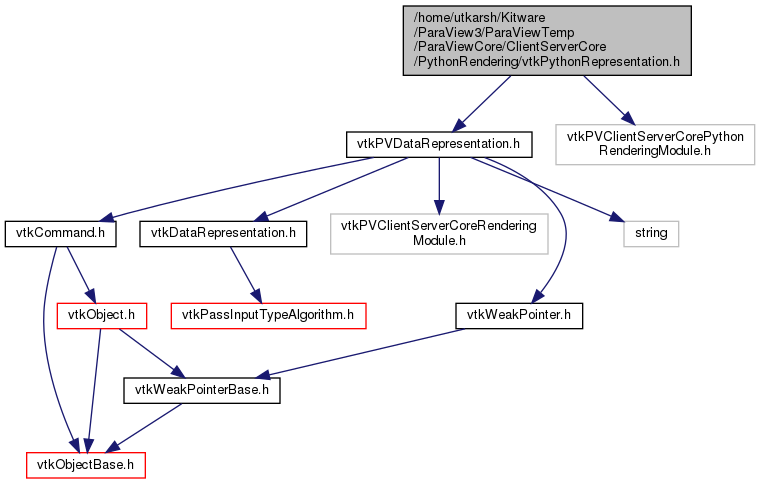 /home/utkarsh/Kitware
/ParaView3/ParaViewTemp
/ParaViewCore/ClientServerCore
/PythonRendering/vtkPythonRepresentation.h
vtkPVDataRepresentation.h
vtkPVClientServerCorePython
RenderingModule.h
vtkCommand.h
vtkDataRepresentation.h
vtkPVClientServerCoreRendering
Module.h
string
vtkObject.h
vtkPassInputTypeAlgorithm.h
vtkWeakPointer.h
vtkWeakPointerBase.h
vtkObjectBase.h